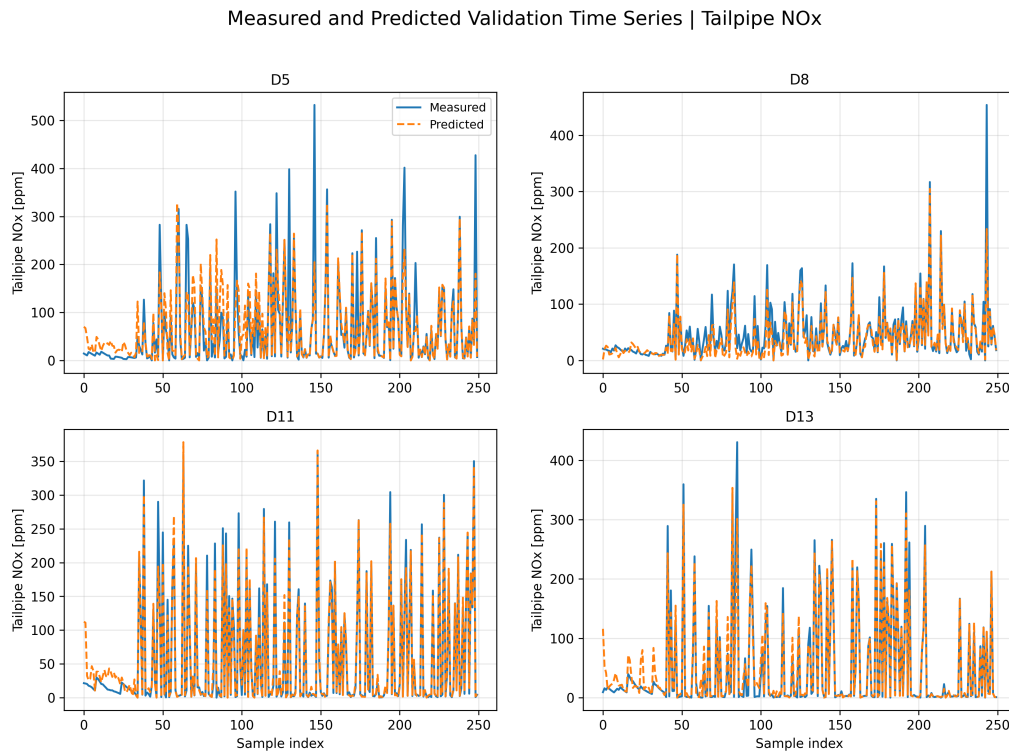 Measured and Predicted Validation Time Series | Tailpipe NOx
D5
Tailpipe NOx [ppm]
500
400
300
200
100
0
0 50 100 150 200 250
Measured
Predicted
D8
Tailpipe NOx [ppm]
400
300
200
100
0
0 50 100 150 200 250
D11
Tailpipe NOx [ppm]
350
300
250
200
150
100
50
0
0 50 100 150 200 250
Sample index
D13
Tailpipe NOx [ppm]
400
300
200
100
0
0 50 100 150 200 250
Sample index